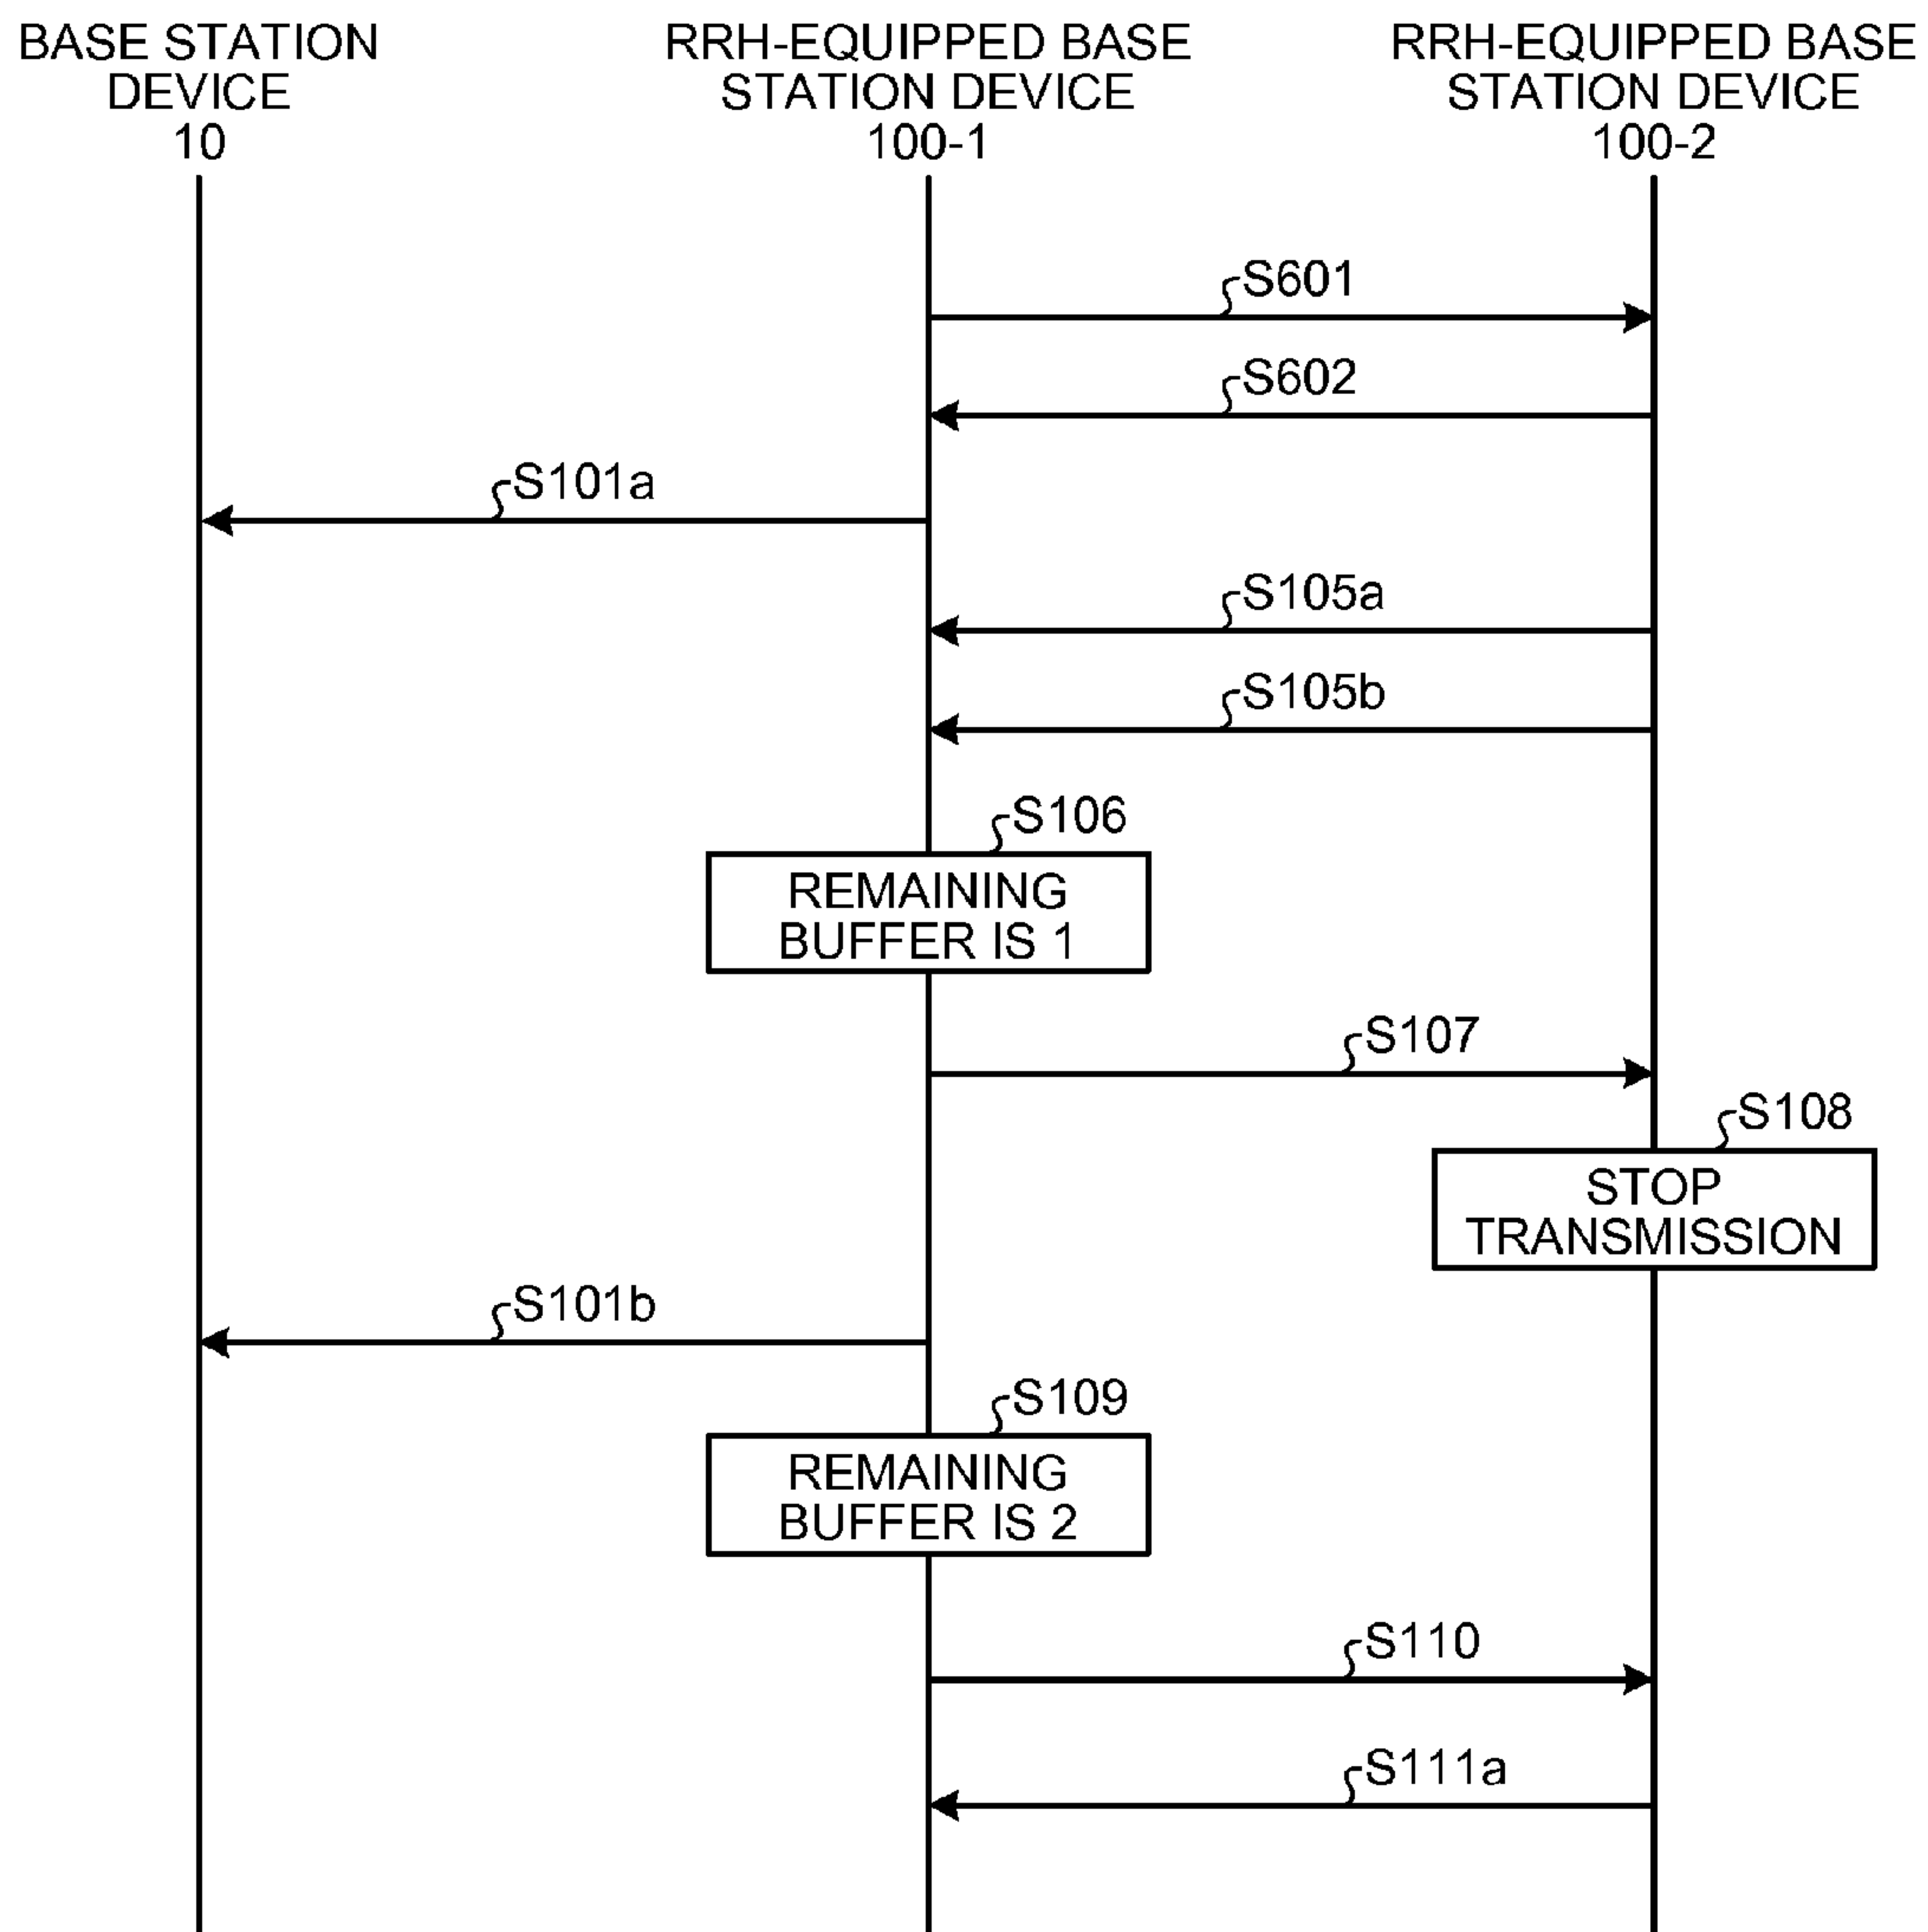 BASE STATION
DEVICE
10
RRH-EQUIPPED BASE
STATION DEVICE
100-1
RRH-EQUIPPED BASE
STATION DEVICE
100-2
S601
S602
S101a
S105a
S105b
S106
REMAINING
BUFFER IS 1
S107
S108
STOP
TRANSMISSION
S101b
S109
REMAINING
BUFFER IS 2
S110
S111a